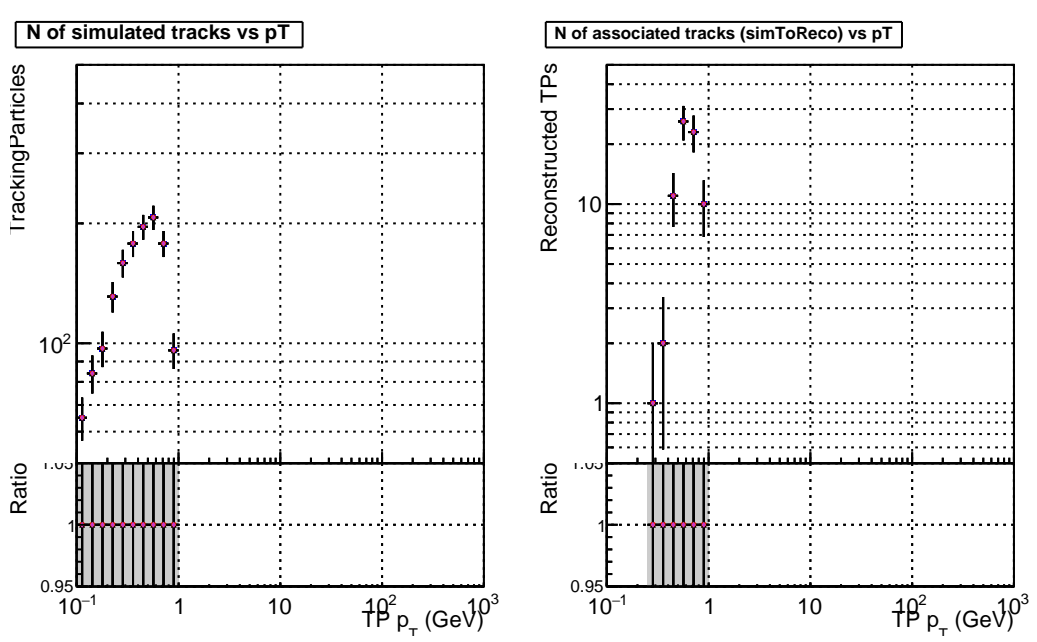 N of simulated tracks vs pT
TrackingParticles
10²
Ratio
1.05
1
0.95
10⁻¹ 1 10 10² 10³
TP p_T (GeV)
N of associated tracks (simToReco) vs pT
Reconstructed TPs
10
1
Ratio
1.05
1
0.95
10⁻¹ 1 10 10² 10³
TP p_T (GeV)